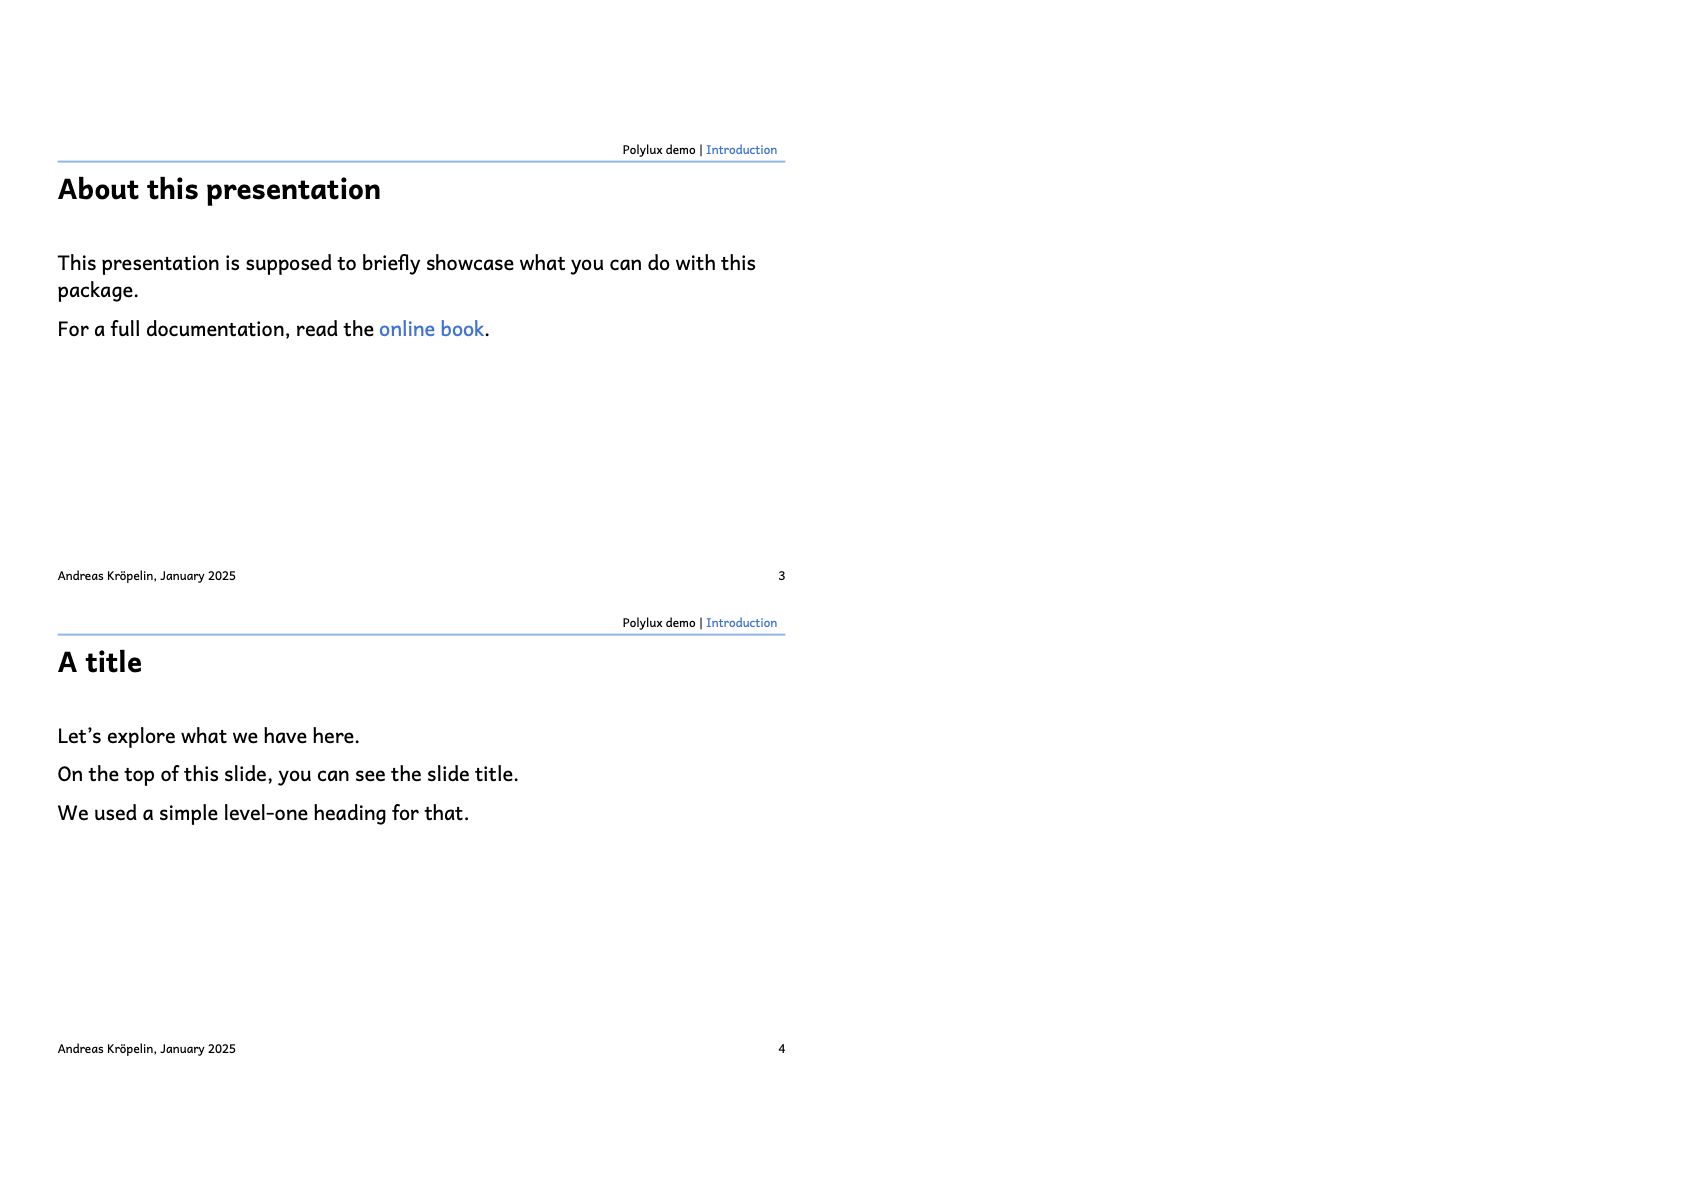 Polylux demo | Introduction
About this presentation
This presentation is supposed to briefly showcase what you can do with this
package.
For a full documentation, read the online book.
Andreas Kröpelin, January 2025
3
Polylux demo | Introduction
A title
Let’s explore what we have here.
On the top of this slide, you can see the slide title.
We used a simple level-one heading for that.
Andreas Kröpelin, January 2025
4